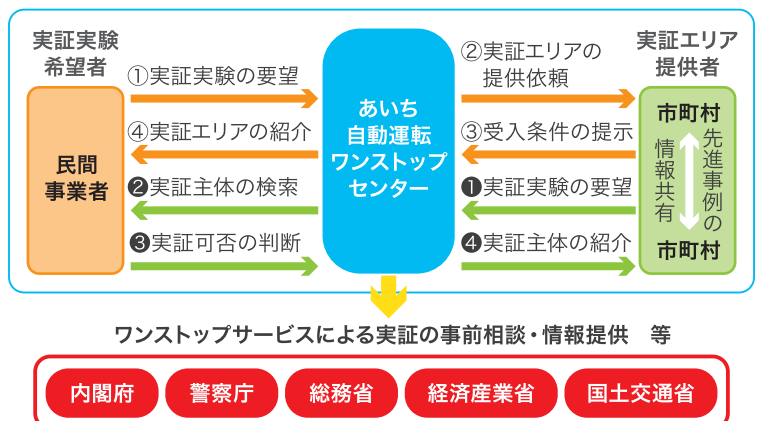 実証実験
希望者
民間
事業者
①実証実験の要望
④実証エリアの紹介
❷実証主体の検索
❸実証可否の判断
あいち
自動運転
ワンストップ
センター
②実証エリアの
提供依頼
③受入条件の提示
❶実証実験の要望
❹実証主体の紹介
実証エリア
提供者
市町村
先進事例の
情報共有
市町村
ワンストップサービスによる実証の事前相談・情報提供　等
内閣府
警察庁
総務省
経済産業省
国土交通省